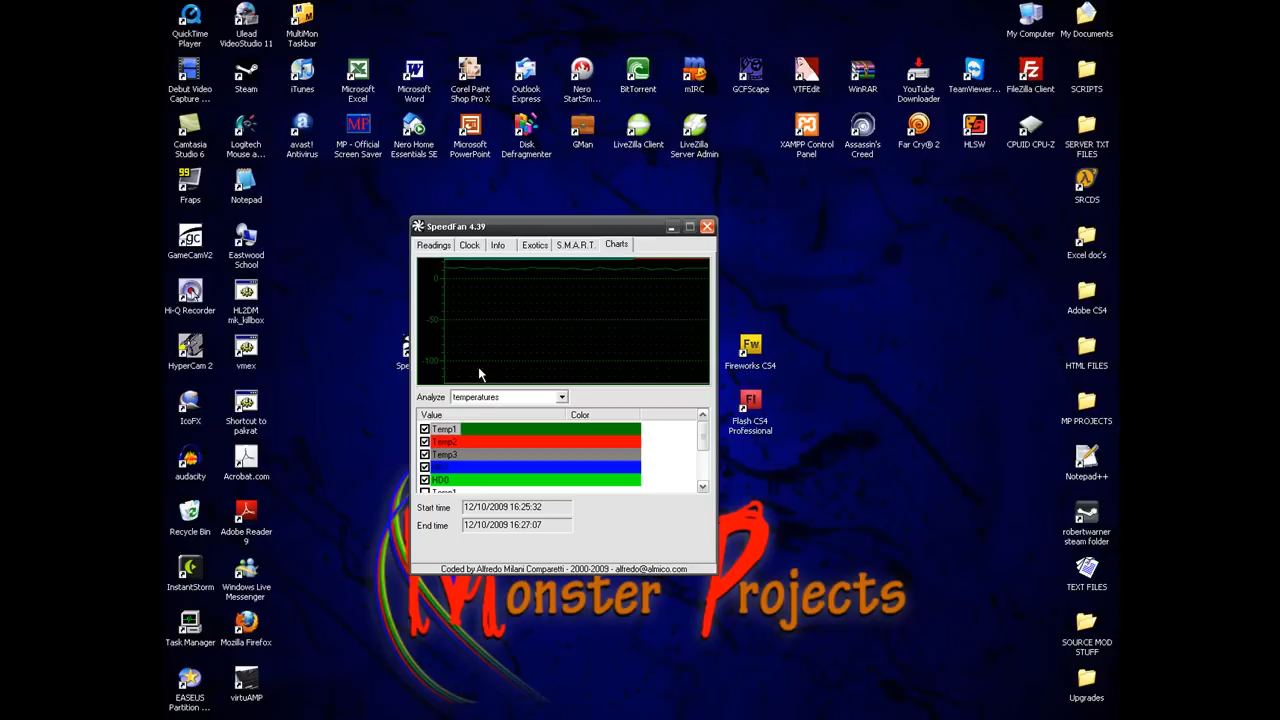 QuickTime
Player
Ulead
VideoStudio 11
MultiMon
Taskbar
My Computer
My Documents
Debut Video
Capture ...
Steam
iTunes
Microsoft
Excel
Microsoft
Word
Corel Paint
Shop Pro X
Outlook
Express
Nero
StartSm...
BitTorrent
mIRC
GCFScape
VTFEdit
WinRAR
YouTube
Downloader
TeamViewer...
FileZilla Client
SCRIPTS
Camtasia
Studio 6
Logitech
Mouse a...
avast!
Antivirus
MP - Official
Screen Saver
Nero Home
Essentials SE
Microsoft
PowerPoint
Disk
Defragmenter
GMan
LiveZilla Client
LiveZilla
Server Admin
XAMPP Control
Panel
Assassin's
Creed
Far Cry® 2
HLSW
CPUID CPU-Z
SERVER TXT
FILES
Fraps
Notepad
SRCDS
GameCamV2
Eastwood
School
Excel doc's
Hi-Q Recorder
HL2DM
mk_killbox
Adobe CS4
HyperCam 2
vmex
Fireworks CS4
HTML FILES
IcoFX
Shortcut to
pakrat
Flash CS4
Professional
MP PROJECTS
audacity
Acrobat.com
Notepad++
Recycle Bin
Adobe Reader
9
robertwarner
steam folder
InstantStorm
Windows Live
Messenger
TEXT FILES
Task Manager
Mozilla Firefox
SOURCE MOD
STUFF
EASEUS
Partition ...
virtuAMP
Upgrades
SpeedFan 4.39
Readings
Clock
Info
Exotics
S.M.A.R.T.
Charts
0
-50
-100
Analyze
temperatures
Value
Color
Temp1
Temp2
Temp3
HD0
Temp1
Start time
12/10/2009 16:25:32
End time
12/10/2009 16:27:07
Coded by Alfredo Milani Comparetti - 2000-2009 - alfredo@almico.com
Monster Projects